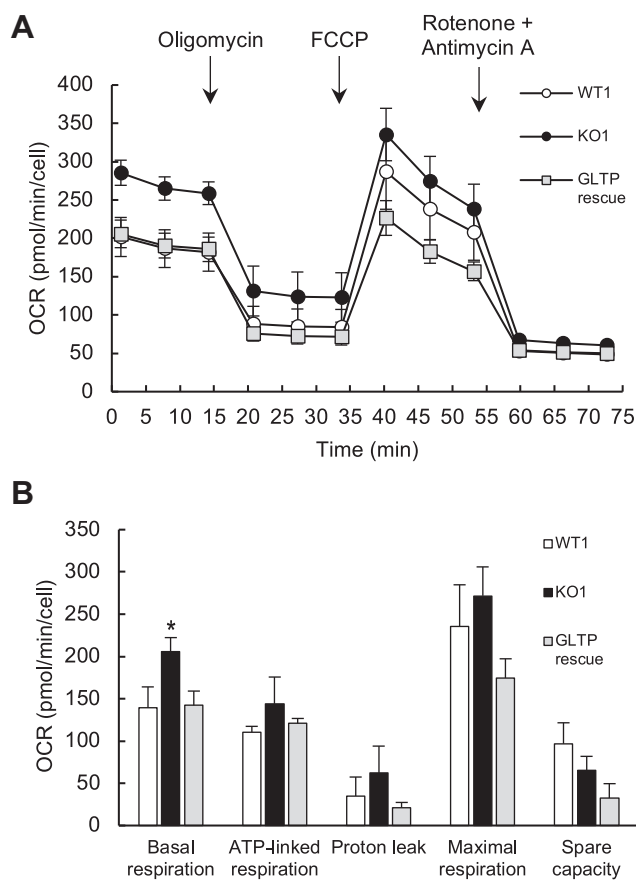 A
Oligomycin
FCCP
Rotenone +
Antimycin A
OCR (pmol/min/cell)
400
350
300
250
200
150
100
50
0
WT1
KO1
GLTP
rescue
0 5 10 15 20 25 30 35 40 45 50 55 60 65 70 75
Time (min)
B
OCR (pmol/min/cell)
350
300
250
200
150
100
50
0
*
WT1
KO1
GLTP
rescue
Basal
respiration
ATP-linked
respiration
Proton leak
Maximal
respiration
Spare
capacity